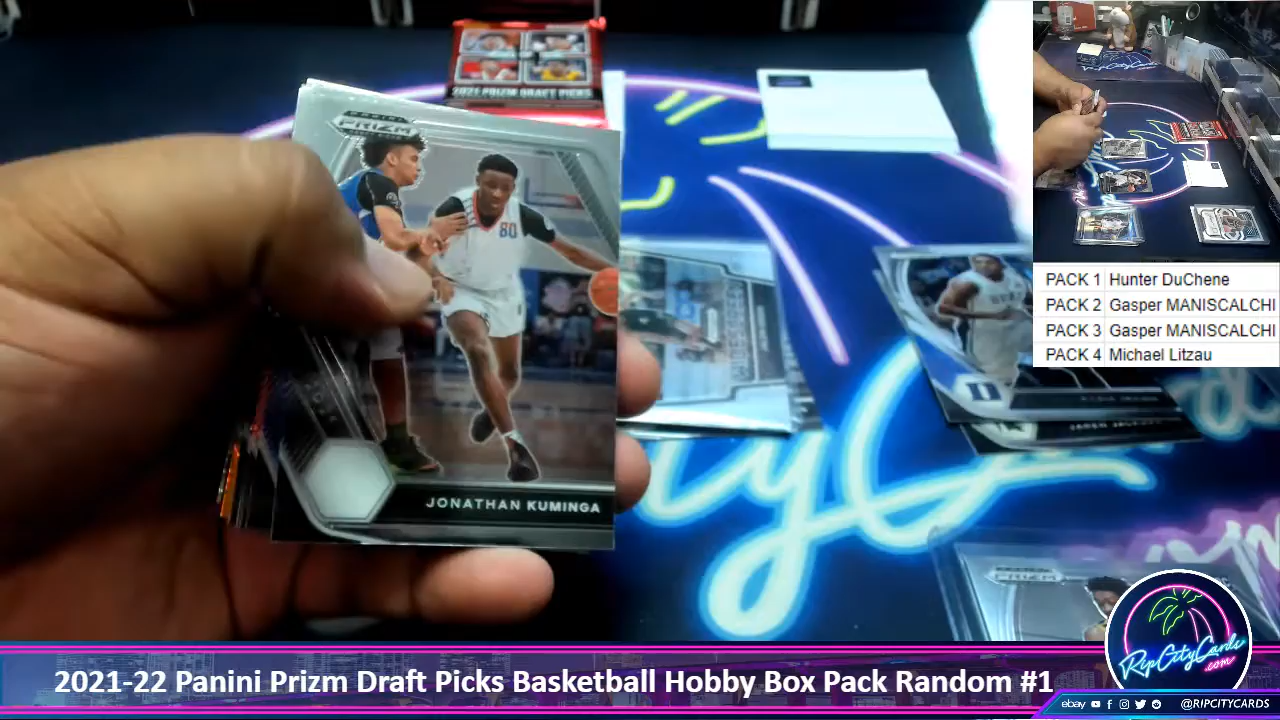 2021 PRIZM DRAFT PICKS
PRIZM
80
JONATHAN KUMINGA
PRIZM
PACK 1 Hunter DuChene
PACK 2 Gasper MANISCALCHI
PACK 3 Gasper MANISCALCHI
PACK 4 Michael Litzau
RipCityCards
.com
2021-22 Panini Prizm Draft Picks Basketball Hobby Box Pack Random #1
ebay @RIPCITYCARDS